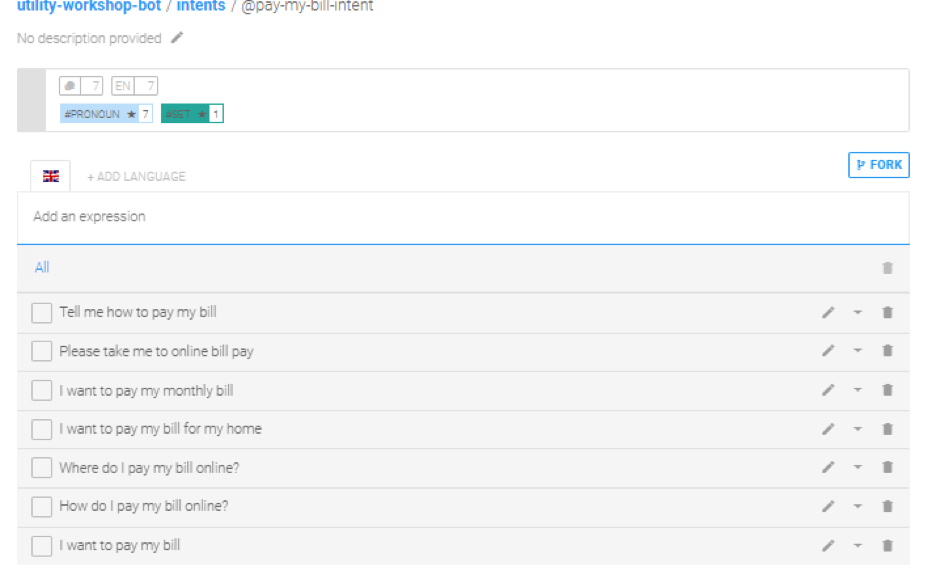 utility-workshop-bot / intents / @pay-my-bill-intent
No description provided
7 EN 7
#PRONOUN ★ 7 #SET ★ 1
+ ADD LANGUAGE
FORK
Add an expression
All
Tell me how to pay my bill
Please take me to online bill pay
I want to pay my monthly bill
I want to pay my bill for my home
Where do I pay my bill online?
How do I pay my bill online?
I want to pay my bill